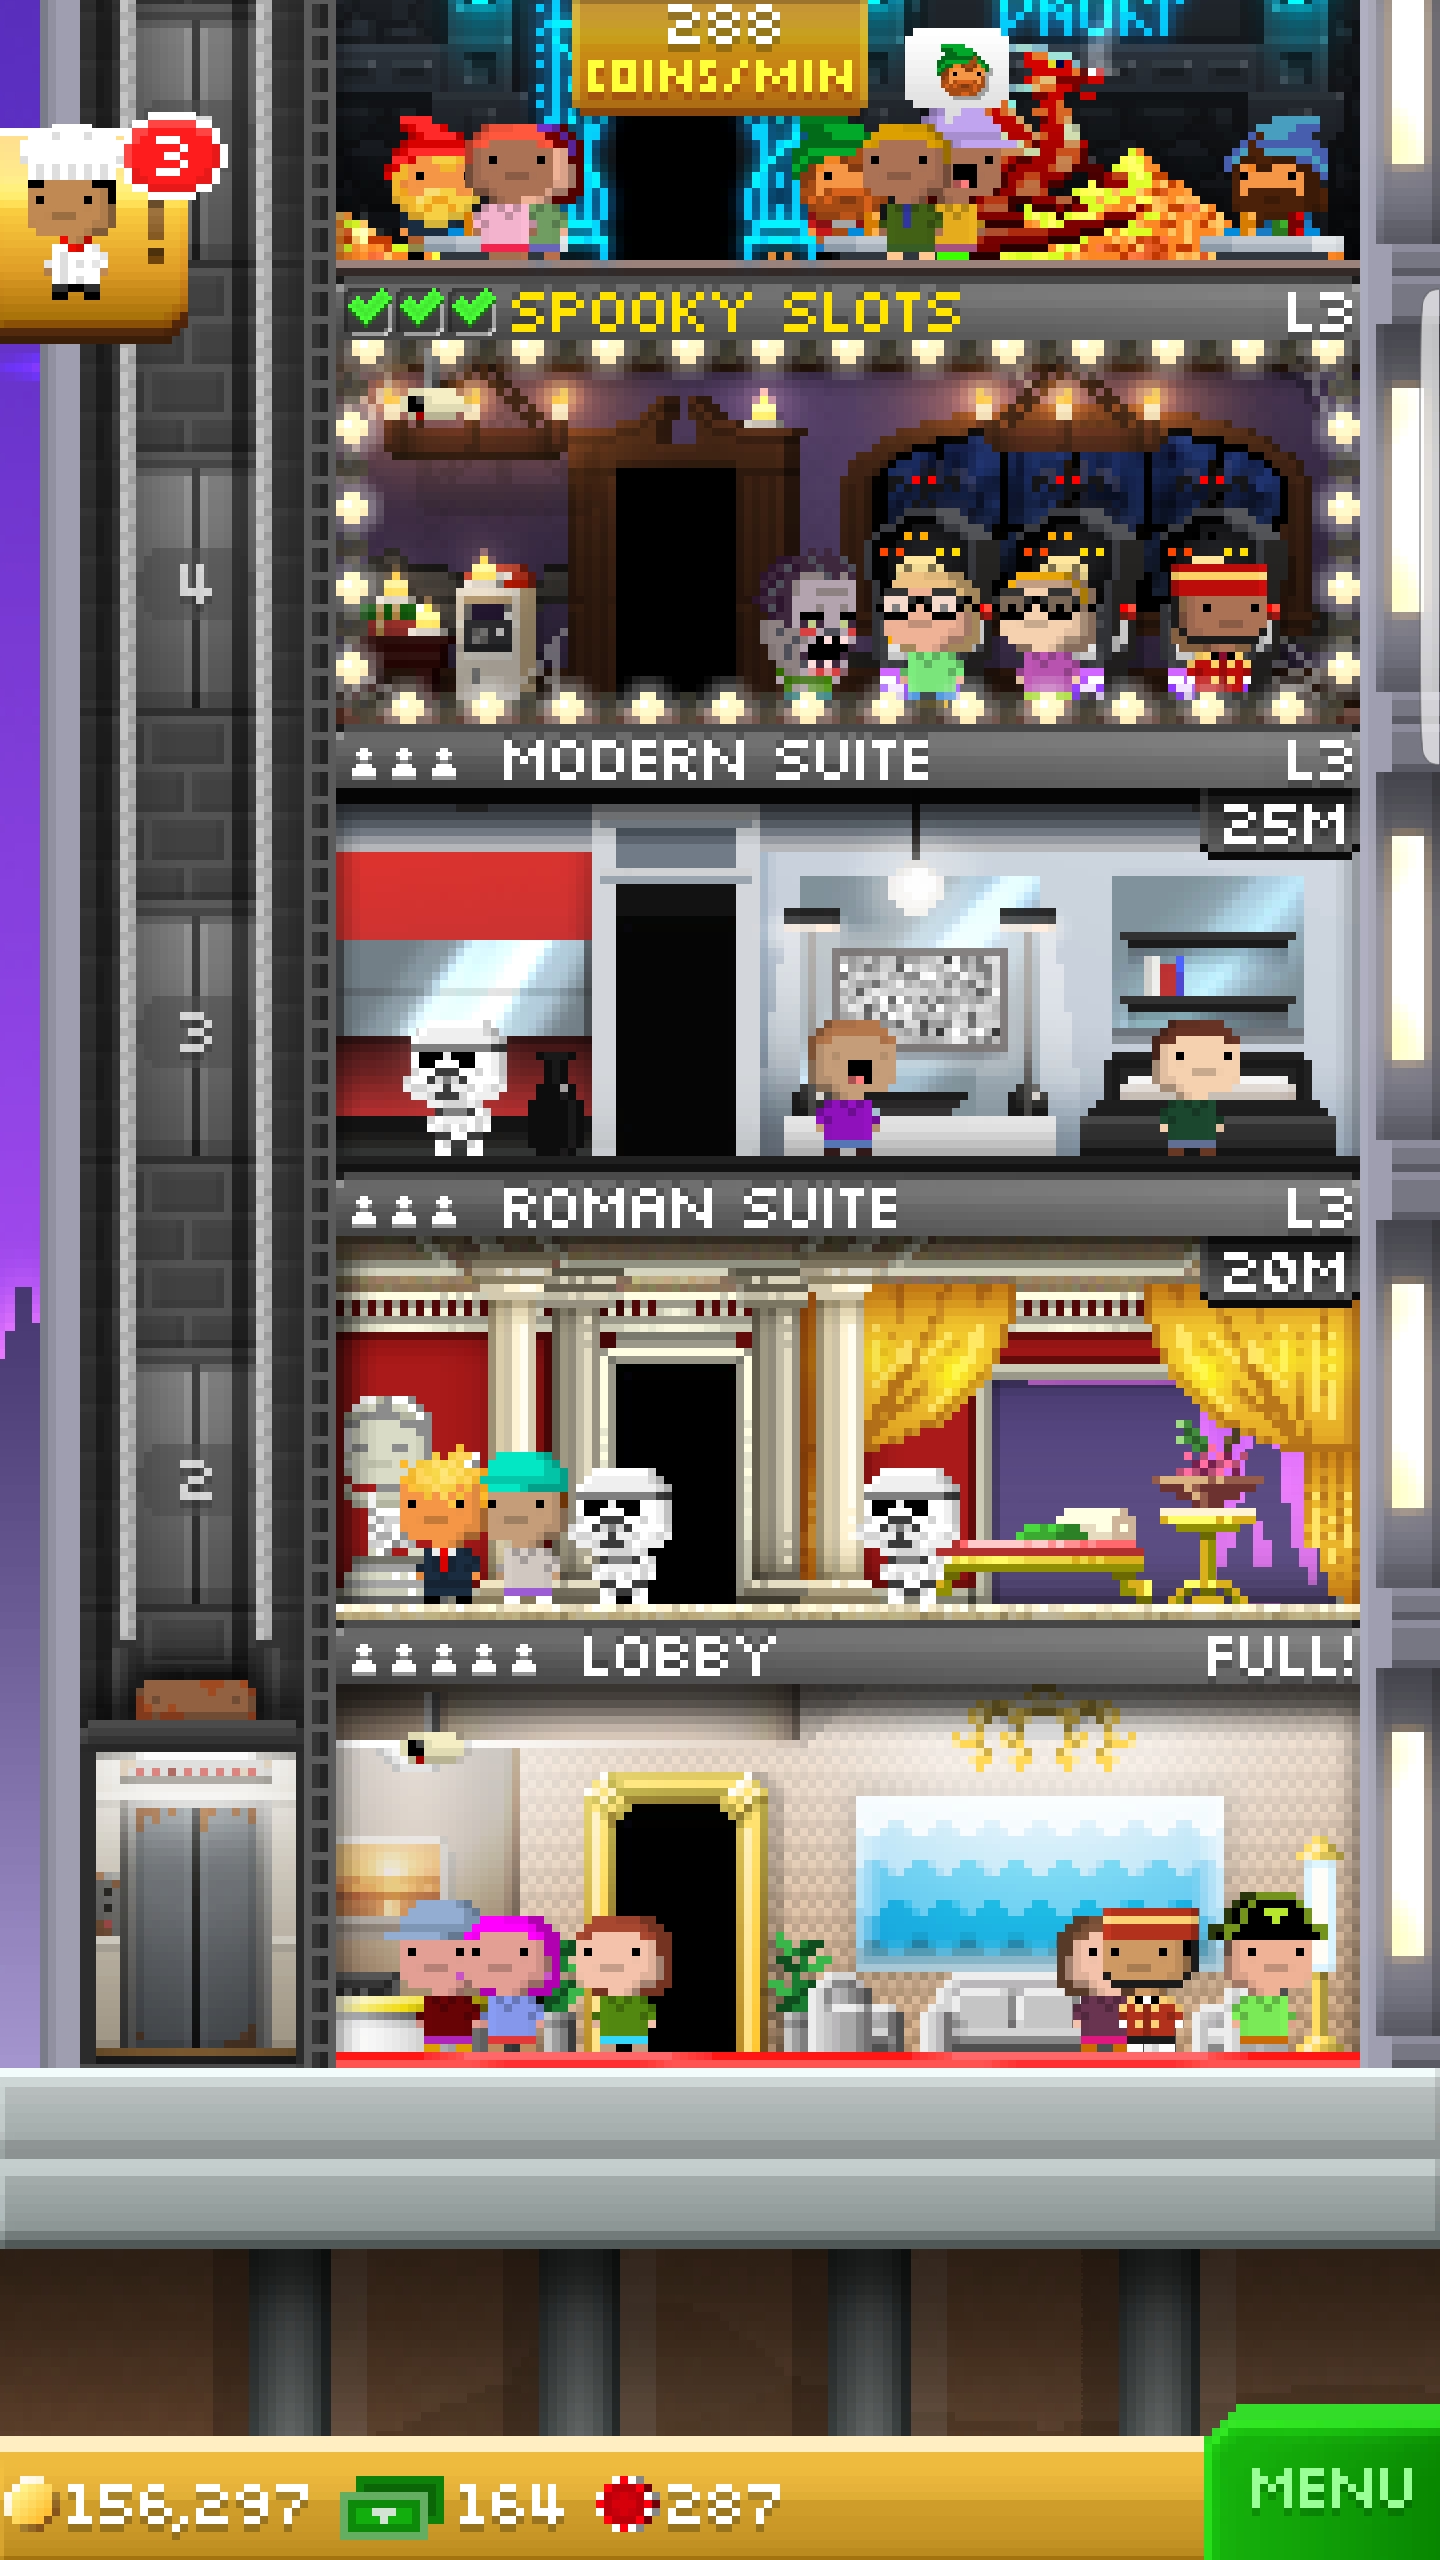 288
COINS/MIN
3
SPOOKY SLOTS L3
4
MODERN SUITE L3
25M
3
ROMAN SUITE L3
20M
2
LOBBY FULL!
156,297 164 287
MENU